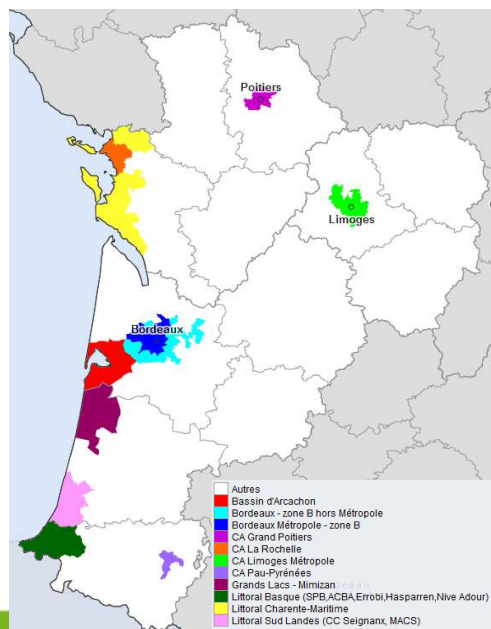 Poitiers
Limoges
Bordeaux
Autres
Bassin d'Arcachon
Bordeaux - zone B hors Métropole
Bordeaux Métropole - zone B
CA Grand Poitiers
CA La Rochelle
CA Limoges Métropole
CA Pau-Pyrénées
Grands Lacs - Mimizan
Littoral Basque (SPB,ACBA,Errobi,Hasparren,Nive Adour)
Littoral Charente-Maritime
Littoral Sud Landes (CC Seignanx, MACS)